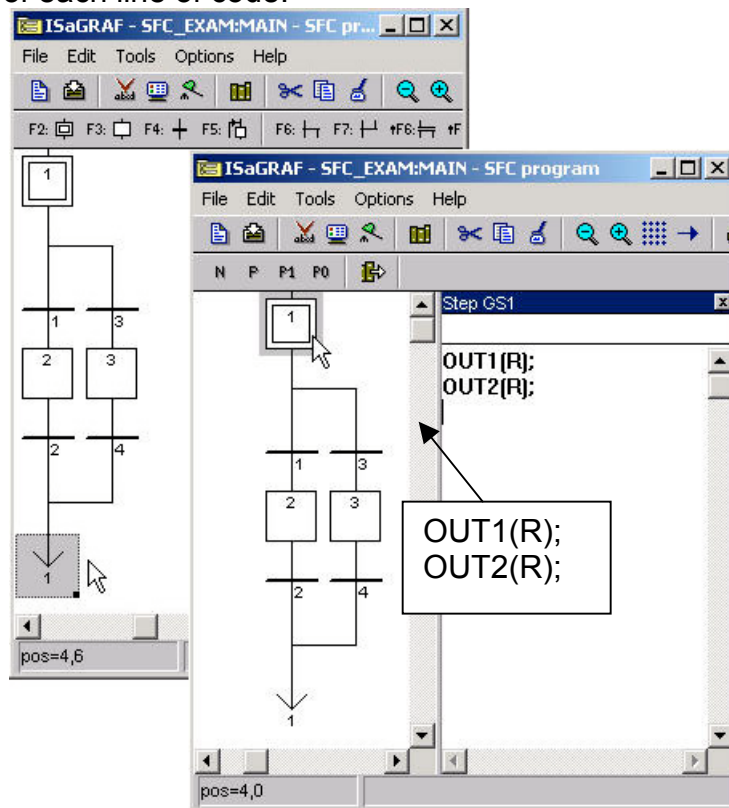 ISaGRAF - SFC_EXAM:MAIN - SFC pr...
File Edit Tools Options Help
F2: F3: F4: F5: F6: F7: F6: F
1
1 3
2 3
2 4
1
pos=4,6
ISaGRAF - SFC_EXAM:MAIN - SFC program
File Edit Tools Options Help
N P P1 P0
Step GS1
1
OUT1(R);
OUT2(R);
1 3
2 3
2 4
1
OUT1(R);
OUT2(R);
pos=4,0